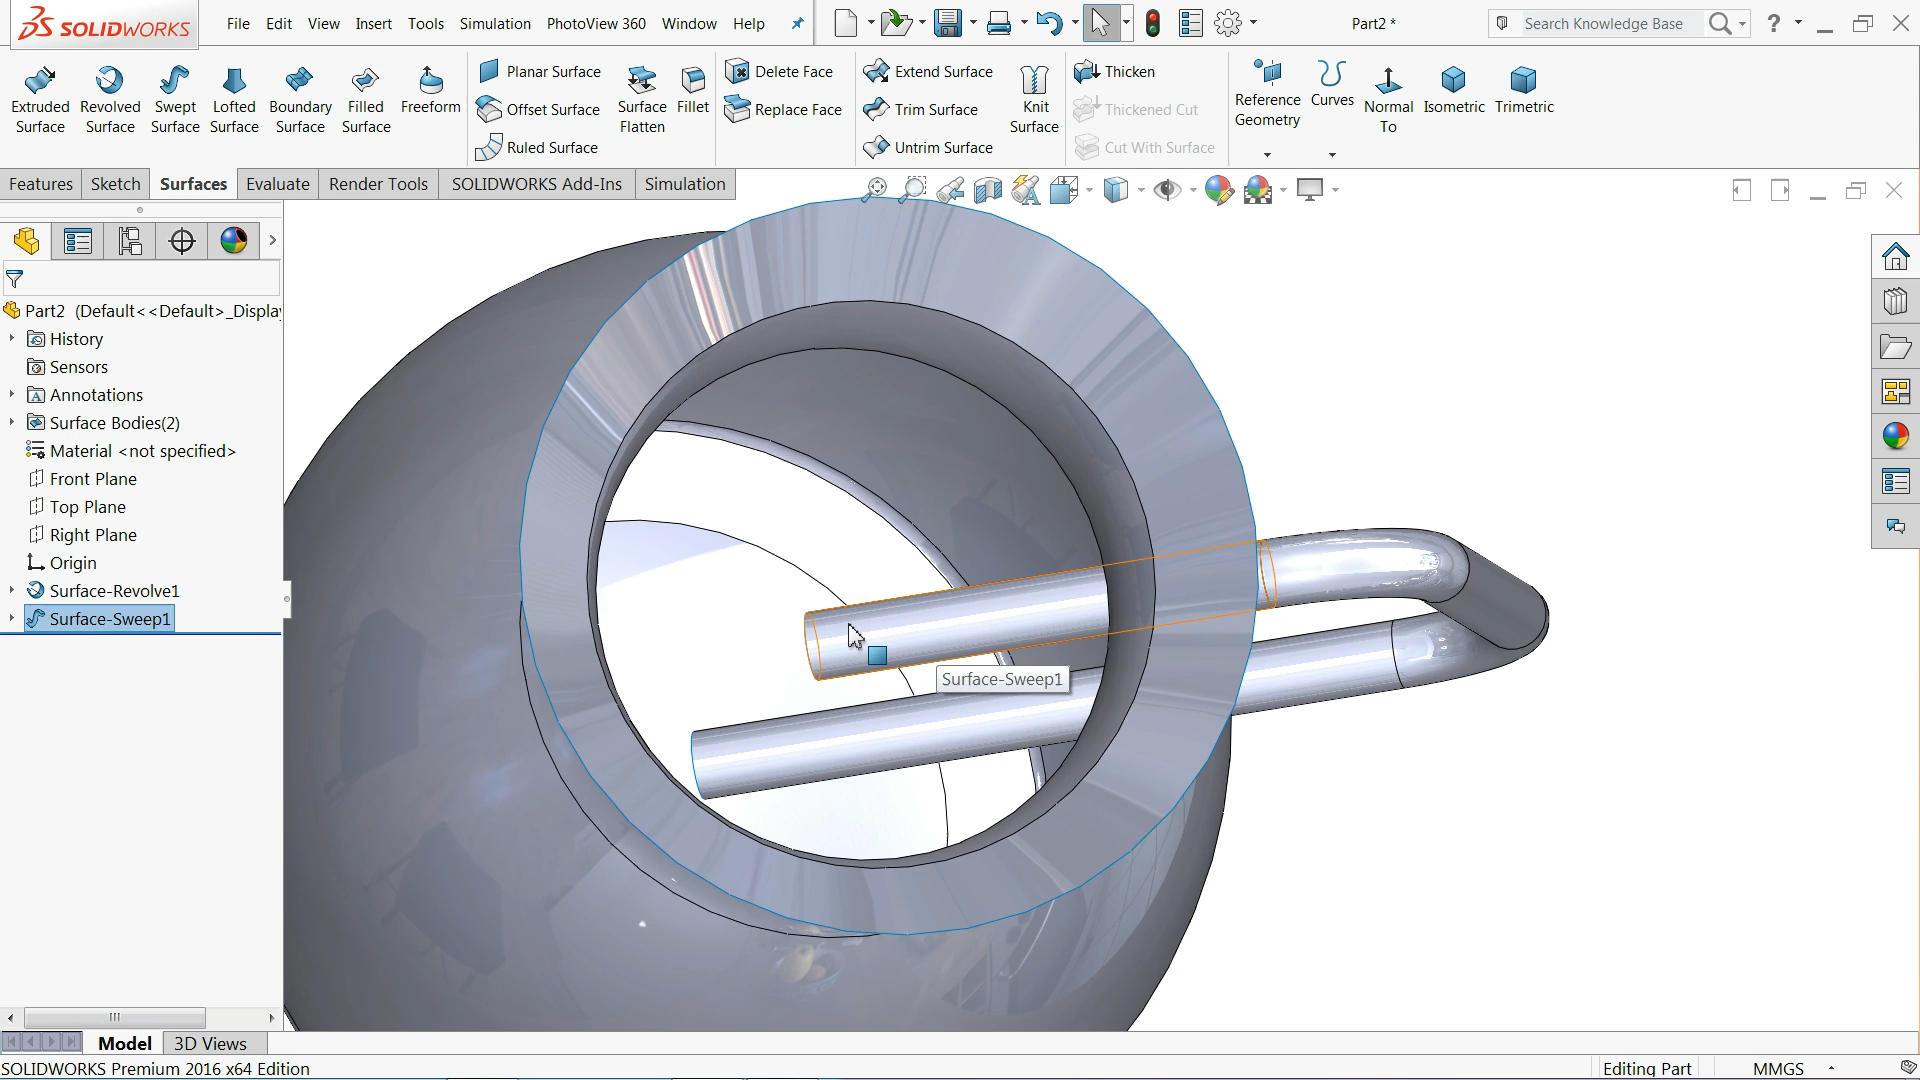 SOLIDWORKS
File Edit View Insert Tools Simulation PhotoView 360 Window Help
Part2 *
Search Knowledge Base
?
Extruded Surface
Revolved Surface
Swept Surface
Lofted Surface
Boundary Surface
Filled Surface
Freeform
Planar Surface
Offset Surface
Ruled Surface
Surface Flatten
Fillet
Delete Face
Replace Face
Extend Surface
Trim Surface
Untrim Surface
Knit Surface
Thicken
Thickened Cut
Cut With Surface
Reference Geometry
Curves
Normal To
Isometric
Trimetric
Features Sketch Surfaces Evaluate Render Tools SOLIDWORKS Add-Ins Simulation
Part2 (Default<<Default>_Displa
History
Sensors
Annotations
Surface Bodies(2)
Material <not specified>
Front Plane
Top Plane
Right Plane
Origin
Surface-Revolve1
Surface-Sweep1
Surface-Sweep1
Model 3D Views
SOLIDWORKS Premium 2016 x64 Edition
Editing Part
MMGS